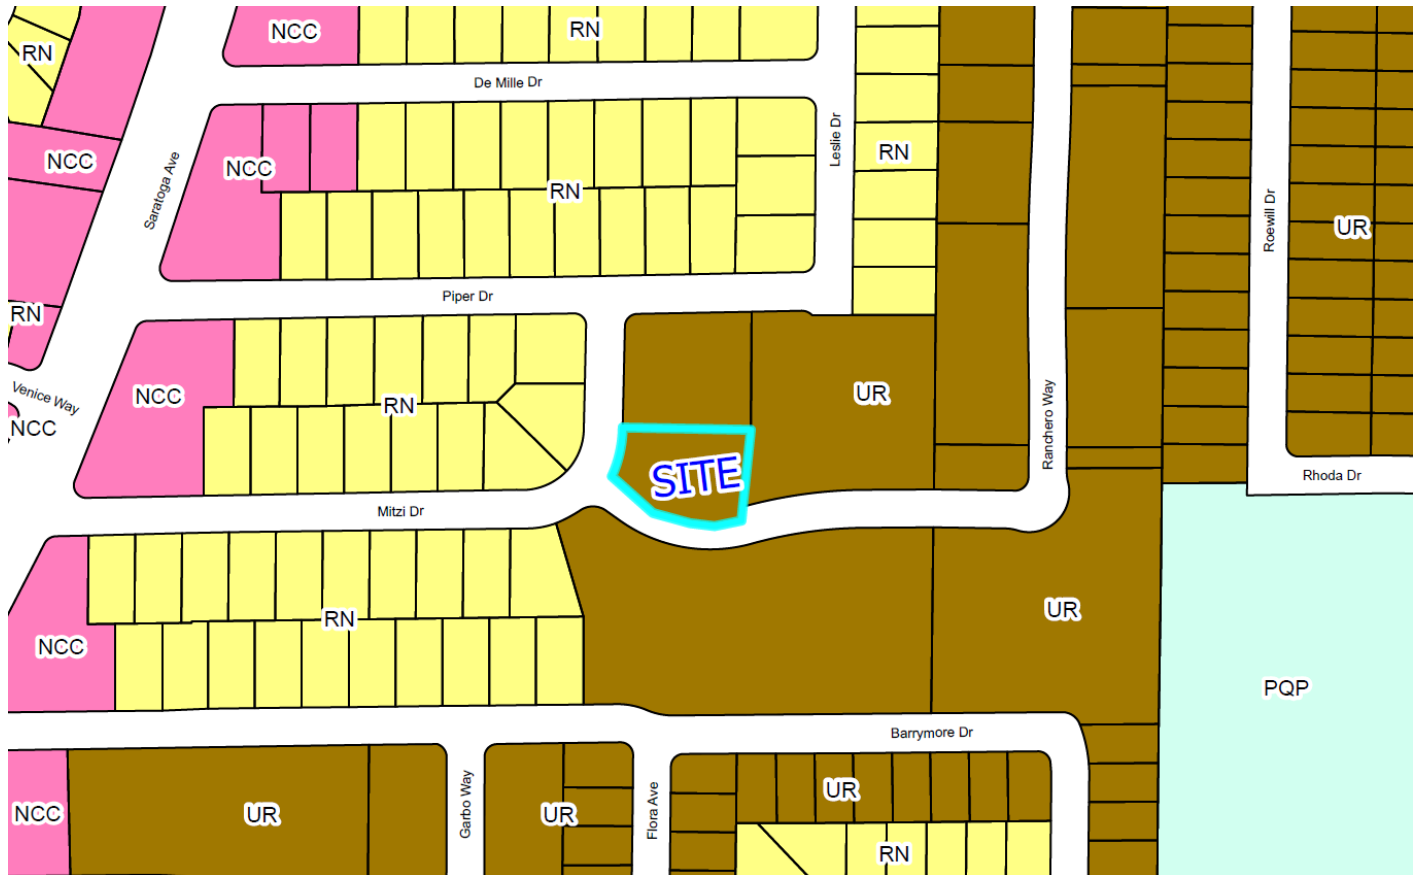 NCC
RN
RN
De Mille Dr
Leslie Dr
NCC
NCC
RN
Saratoga Ave
RN
Roewill Dr
UR
Piper Dr
RN
Venice Way
NCC
NCC
RN
UR
Ranchero Way
SITE
Rhoda Dr
Mitzi Dr
RN
NCC
UR
PQP
Barrymore Dr
NCC
UR
Garbo Way
UR
Flora Ave
UR
RN